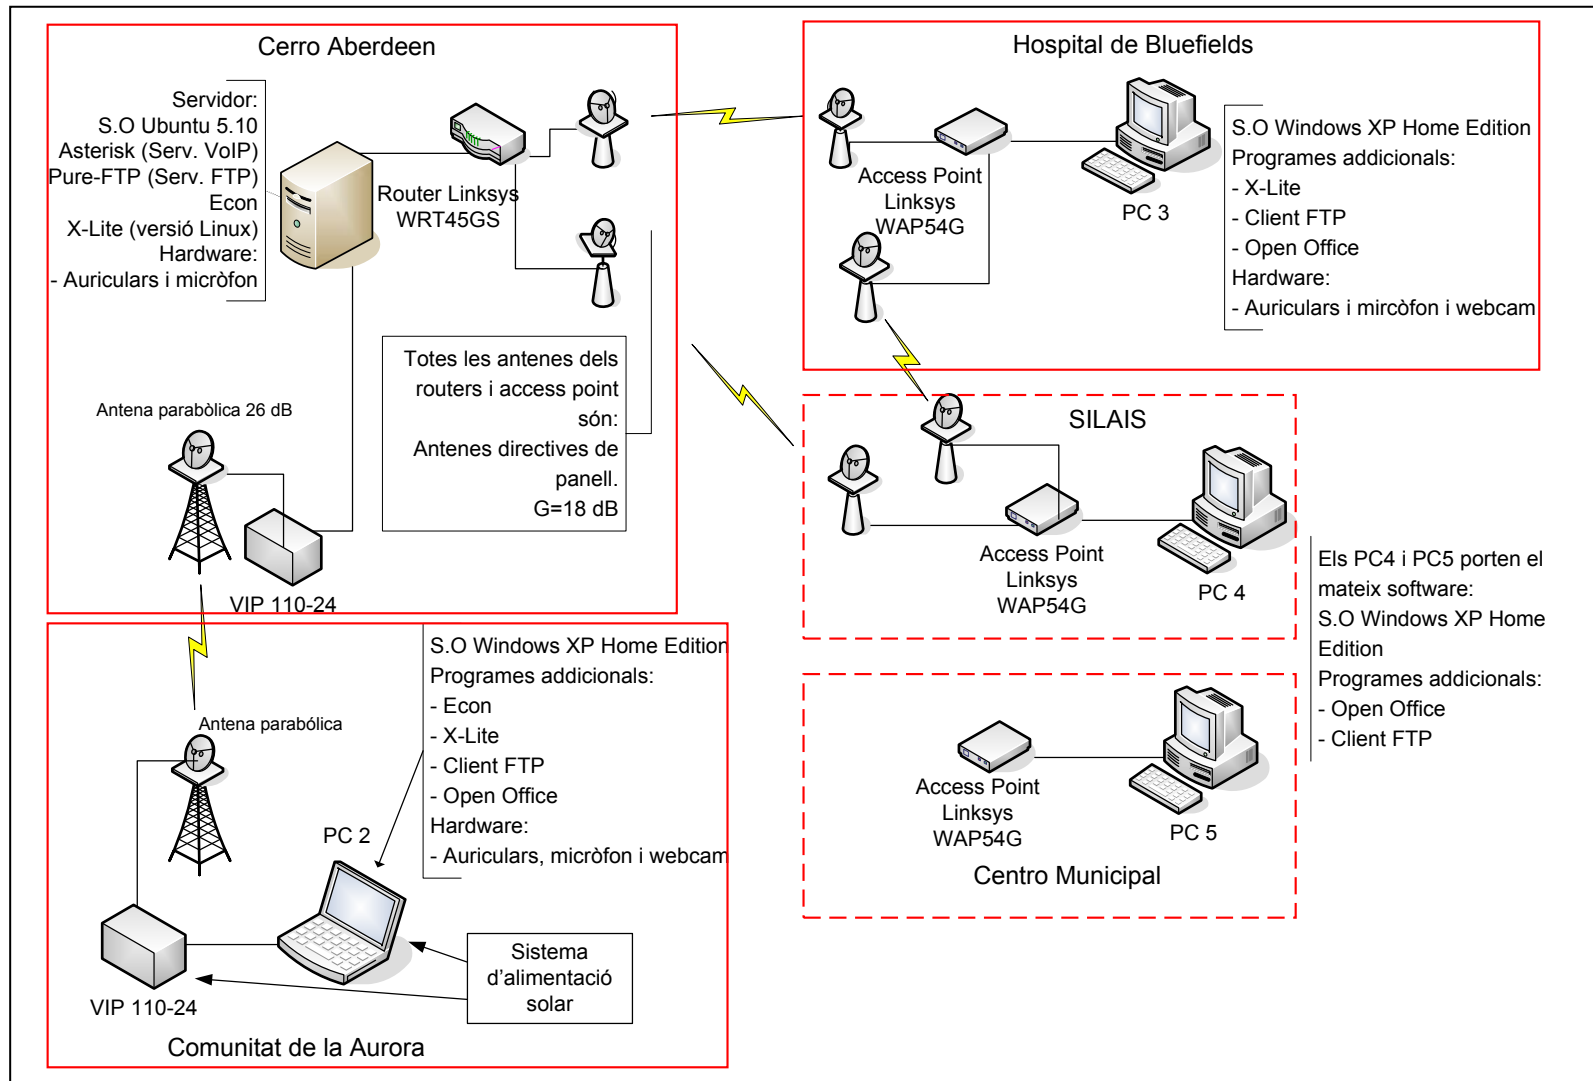 Cerro Aberdeen
Servidor:
S.O Ubuntu 5.10
Asterisk (Serv. VoIP)
Pure-FTP (Serv. FTP)
Econ
X-Lite (versió Linux)
Hardware:
- Auriculars i micròfon
Router Linksys
WRT45GS
Totes les antenes dels
routers i access point
són:
Antenes directives de
panell.
G=18 dB
Antena parabòlica 26 dB
VIP 110-24
Hospital de Bluefields
Access Point
Linksys
WAP54G
PC 3
S.O Windows XP Home Edition
Programes addicionals:
- X-Lite
- Client FTP
- Open Office
Hardware:
- Auriculars i mircòfon i webcam
SILAIS
Access Point
Linksys
WAP54G
PC 4
Els PC4 i PC5 porten el
mateix software:
S.O Windows XP Home
Edition
Programes addicionals:
- Open Office
- Client FTP
Access Point
Linksys
WAP54G
PC 5
Centro Municipal
S.O Windows XP Home Edition
Programes addicionals:
- Econ
- X-Lite
- Client FTP
- Open Office
Hardware:
- Auriculars, micròfon i webcam
Antena parabólica
PC 2
VIP 110-24
Sistema
d'alimentació
solar
Comunitat de la Aurora